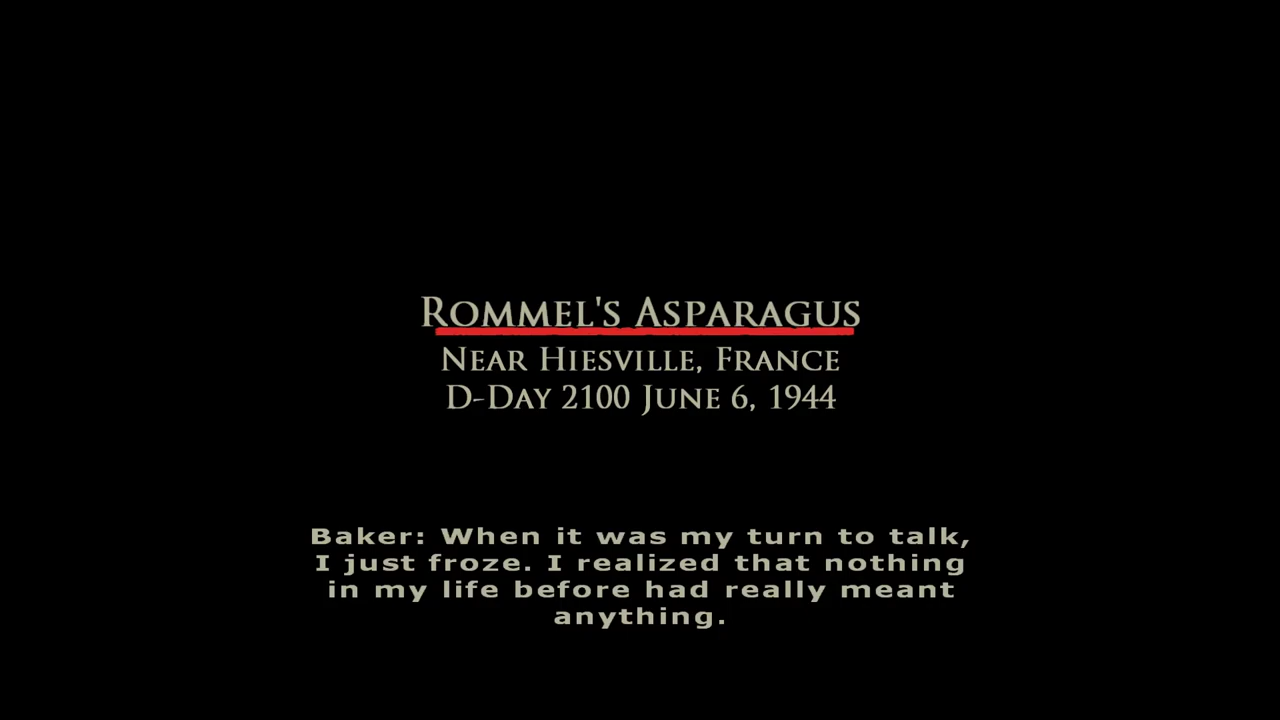 Rommel's Asparagus
Near Hiesville, France
D-Day 2100 June 6, 1944
Baker: When it was my turn to talk,
I just froze. I realized that nothing
in my life before had really meant
anything.